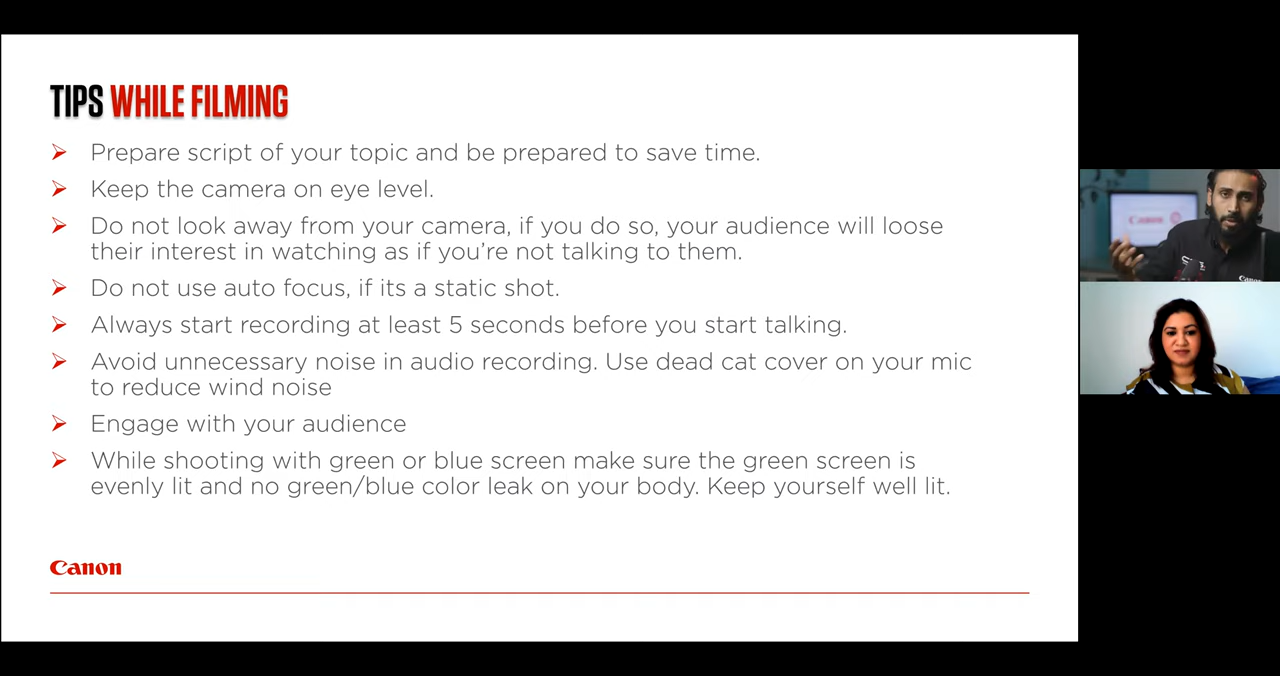 TIPS WHILE FILMING
Prepare script of your topic and be prepared to save time.
Keep the camera on eye level.
Do not look away from your camera, if you do so, your audience will loose
their interest in watching as if you’re not talking to them.
Do not use auto focus, if its a static shot.
Always start recording at least 5 seconds before you start talking.
Avoid unnecessary noise in audio recording. Use dead cat cover on your mic
to reduce wind noise
Engage with your audience
While shooting with green or blue screen make sure the green screen is
evenly lit and no green/blue color leak on your body. Keep yourself well lit.
Canon
Canon
Canon